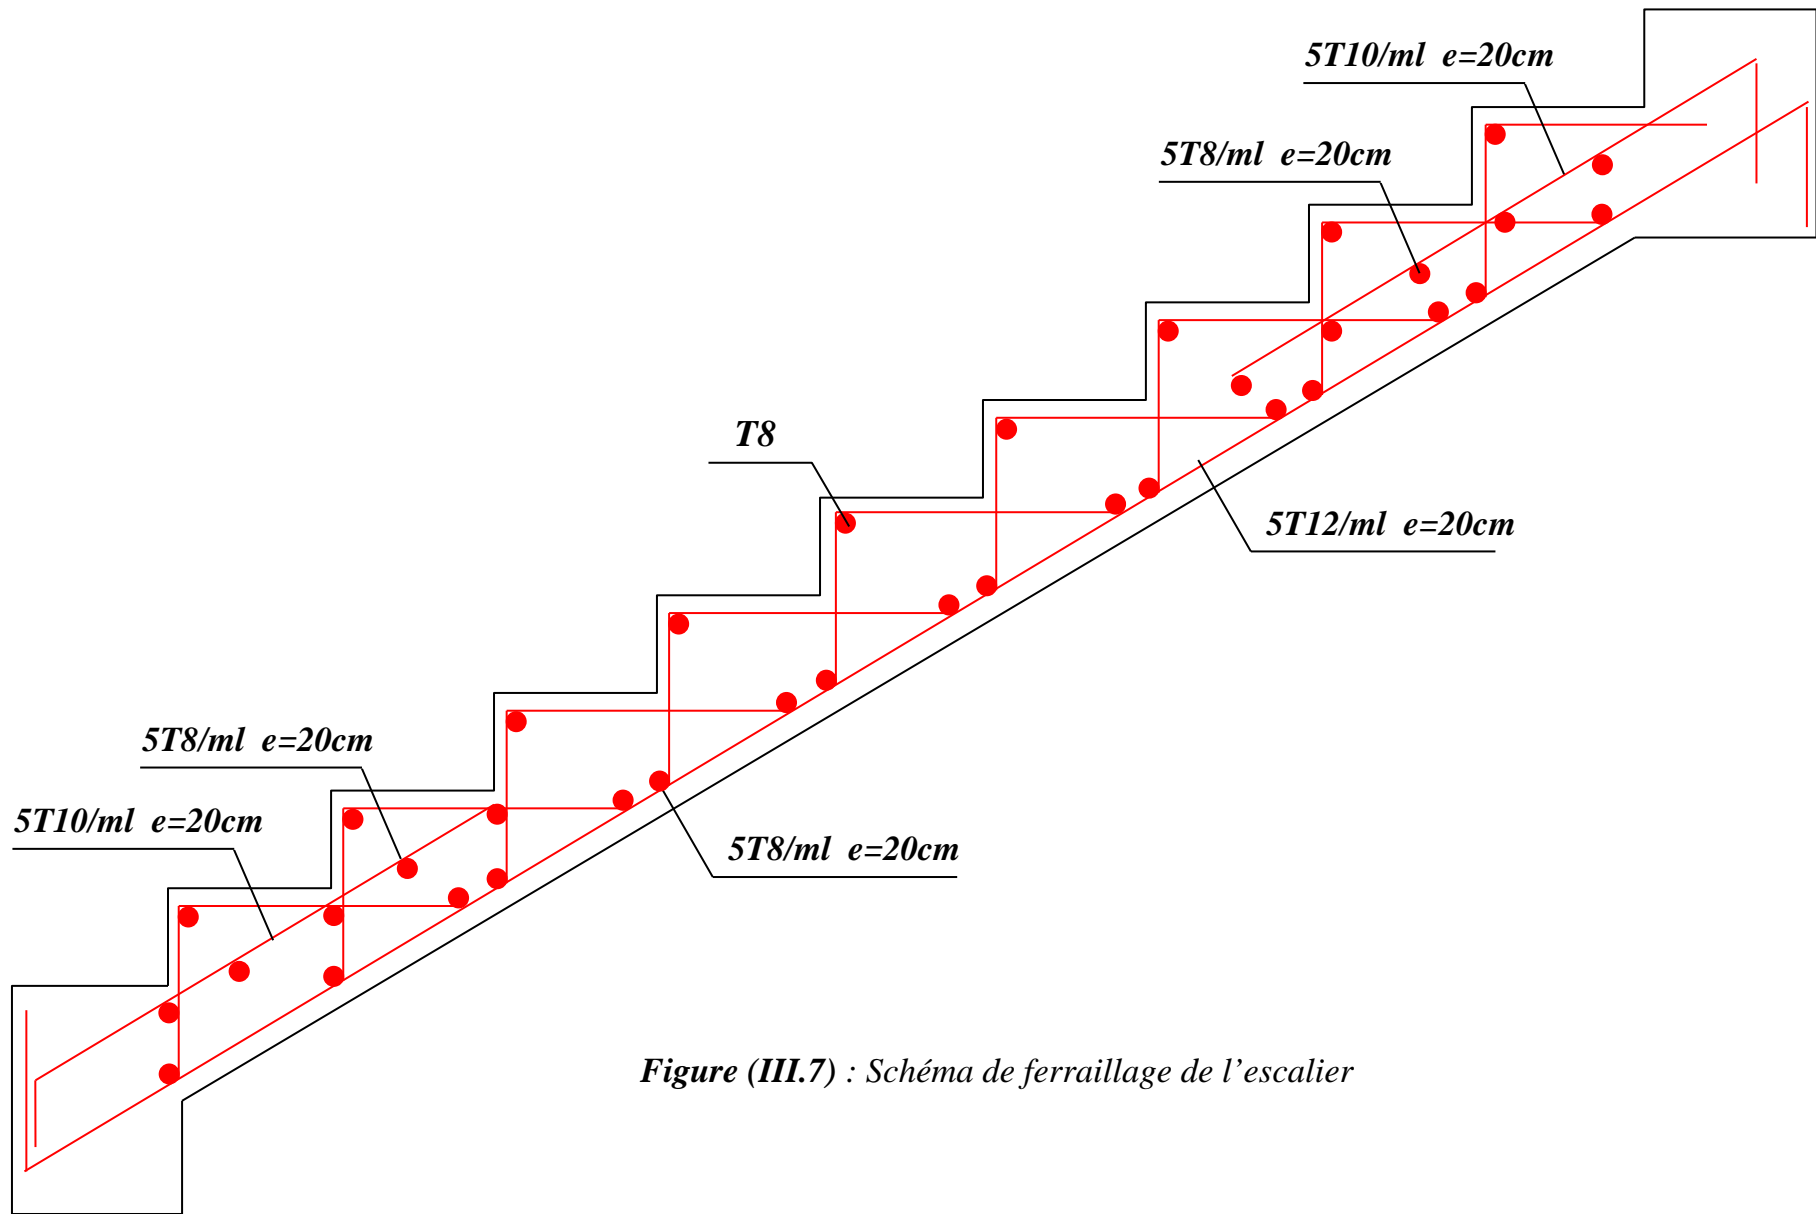 5T10/ml e=20cm
5T8/ml e=20cm
T8
5T12/ml e=20cm
5T8/ml e=20cm
5T10/ml e=20cm
5T8/ml e=20cm
Figure (III.7) : Schéma de ferraillage de l’escalier